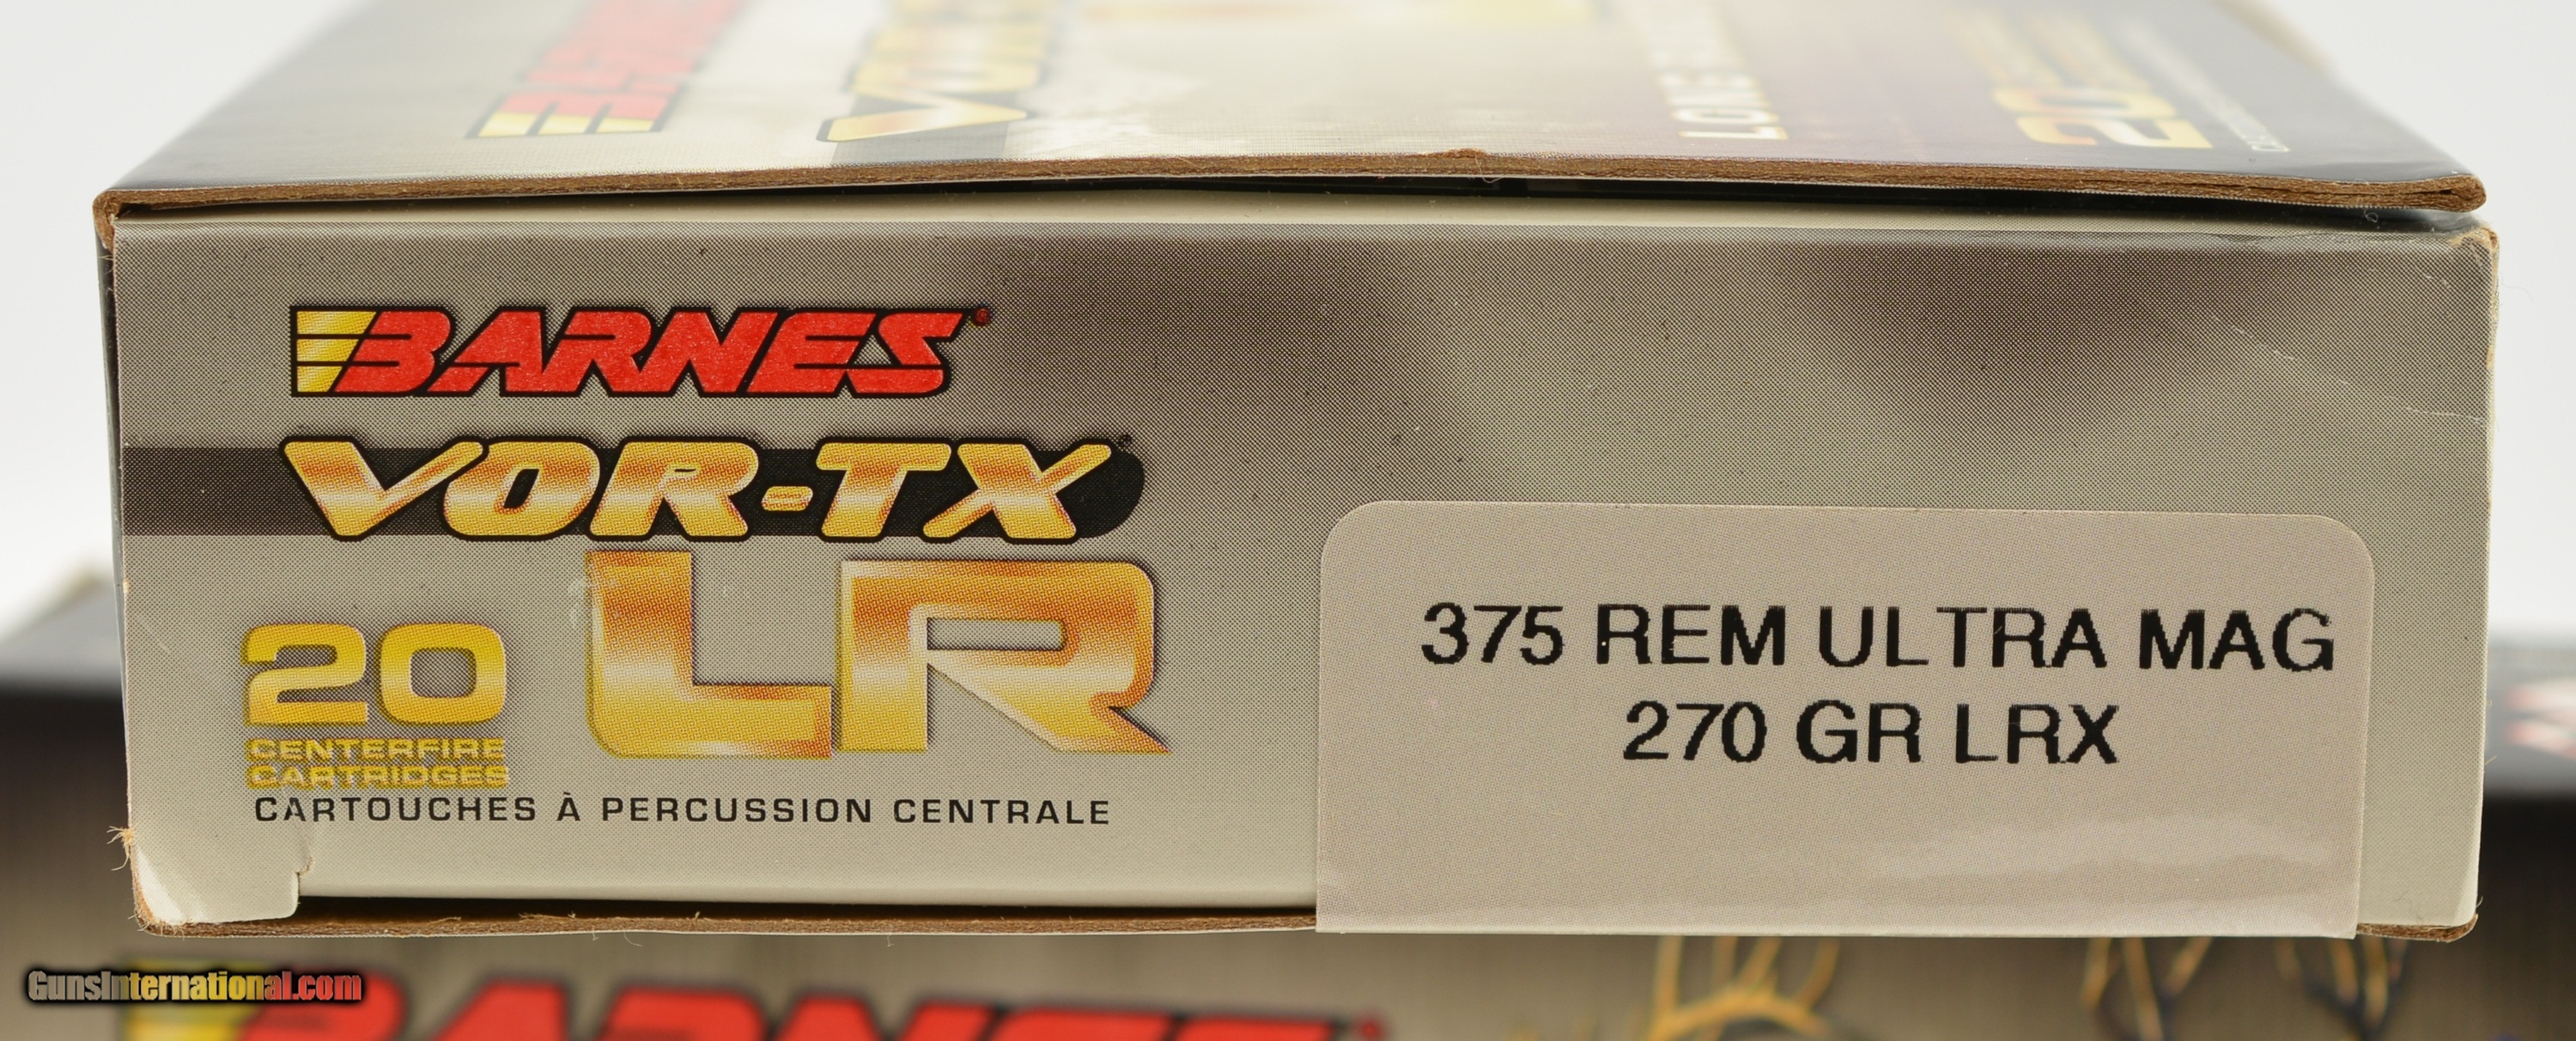 BARNES®
VOR-TX®
LR
20
CENTERFIRE
CARTRIDGES
CARTOUCHES À PERCUSSION CENTRALE
375 REM ULTRA MAG
270 GR LRX
GunsInternational.com
BARNES